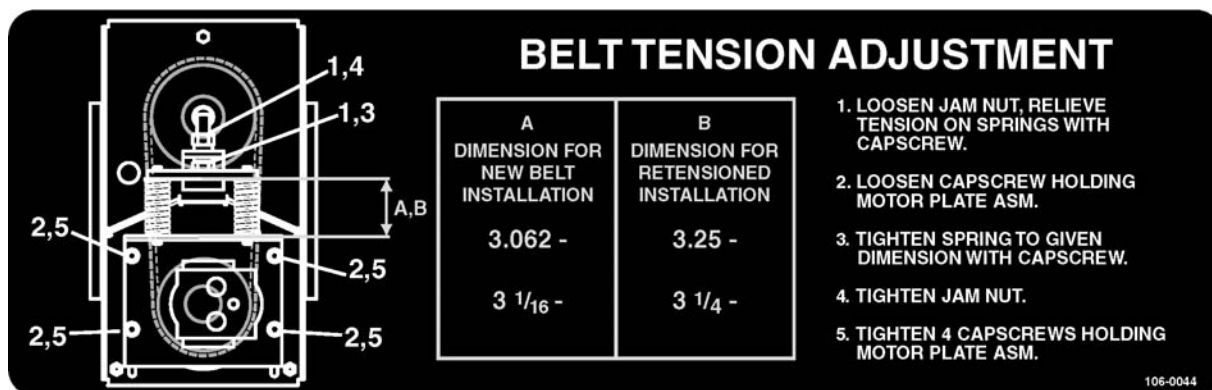 BELT TENSION ADJUSTMENT
1,4
1,3
A,B
2,5
2,5
2,5
2,5
A
DIMENSION FOR
NEW BELT
INSTALLATION
3.062 -
3 1/16 -
B
DIMENSION FOR
RETENSIONED
INSTALLATION
3.25 -
3 1/4 -
1. LOOSEN JAM NUT, RELIEVE
TENSION ON SPRINGS WITH
CAPSCREW.
2. LOOSEN CAPSCREW HOLDING
MOTOR PLATE ASM.
3. TIGHTEN SPRING TO GIVEN
DIMENSION WITH CAPSCREW.
4. TIGHTEN JAM NUT.
5. TIGHTEN 4 CAPSCREWS HOLDING
MOTOR PLATE ASM.
106-0044